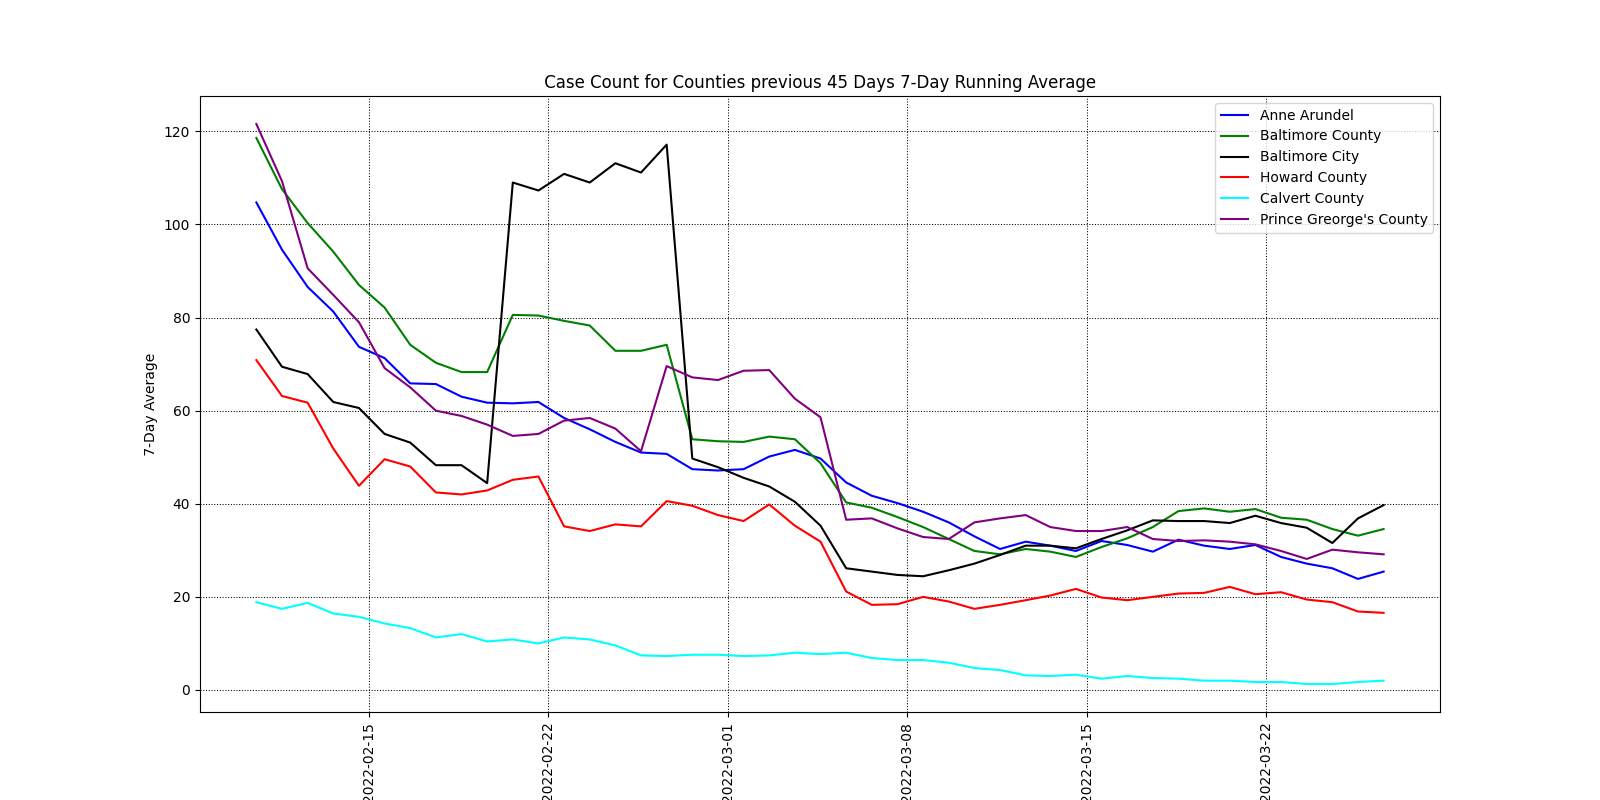 Case Count for Counties previous 45 Days 7-Day Running Average
Anne Arundel
Baltimore County
Baltimore City
Howard County
Calvert County
Prince Greorge's County
7-Day Average
120
100
80
60
40
20
0
2022-02-15
2022-02-22
2022-03-01
2022-03-08
2022-03-15
2022-03-22